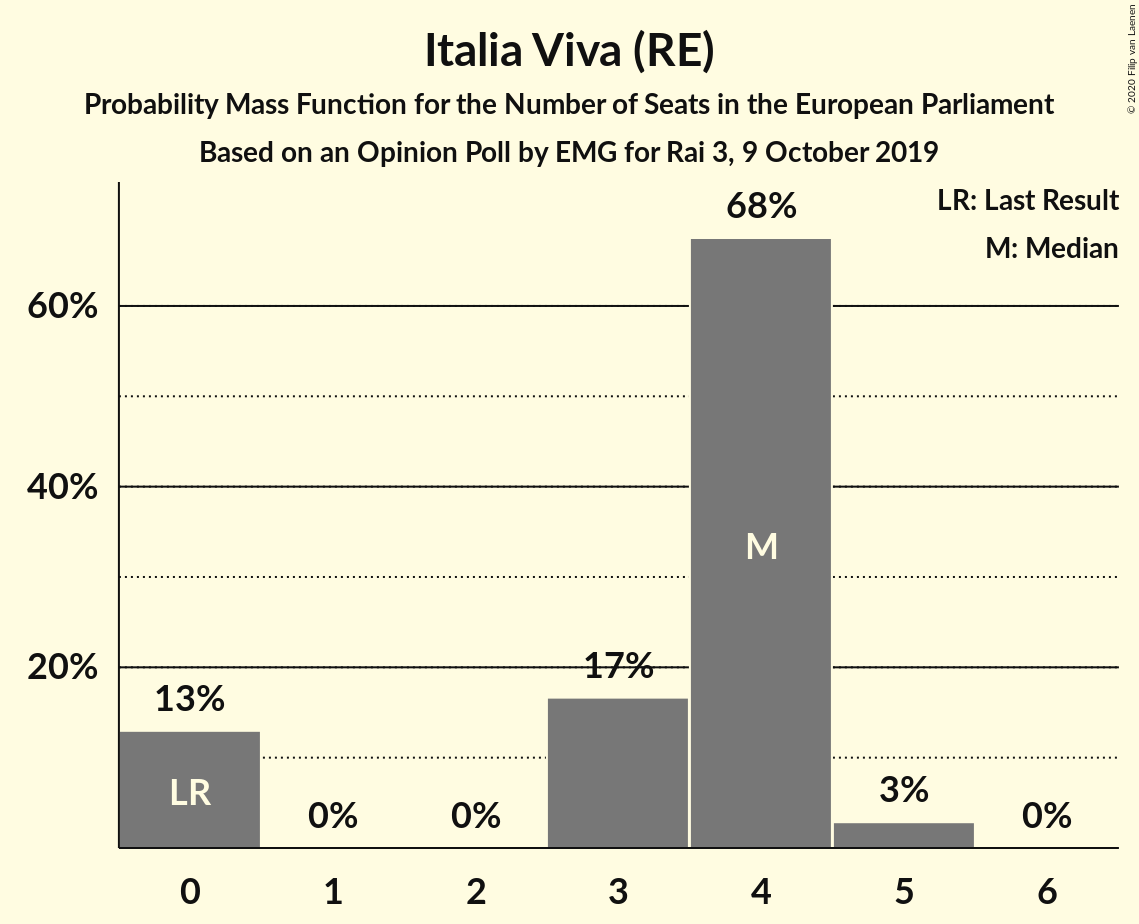 Italia Viva (RE)
Probability Mass Function for the Number of Seats in the European Parliament
Based on an Opinion Poll by EMG for Rai 3, 9 October 2019
© 2020 Filip van Laenen
LR: Last Result
M: Median
68%
60%
40%
M
20%
17%
13%
LR
3%
0%
0%
0%
0 1 2 3 4 5 6